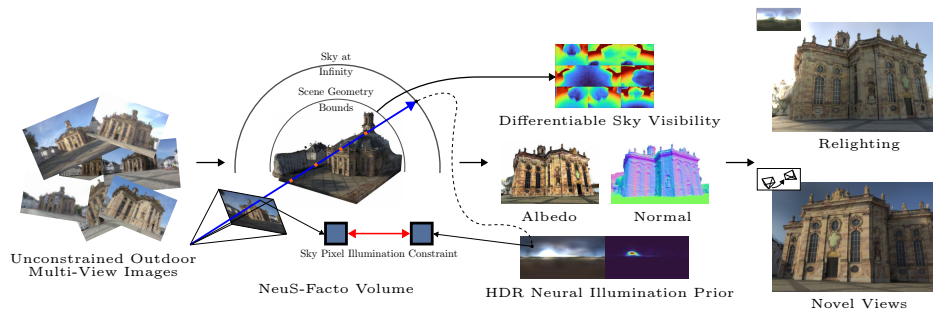 Unconstrained Outdoor
Multi-View Images
Sky at
Infinity
Scene Geometry
Bounds
Sky Pixel Illumination Constraint
NeuS-Facto Volume
Differentiable Sky Visibility
Albedo
Normal
HDR Neural Illumination Prior
Relighting
Novel Views